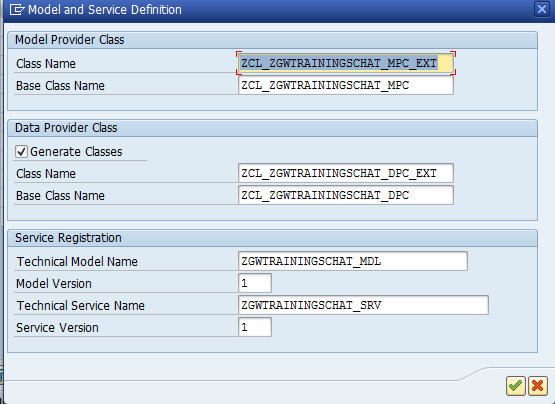 Model and Service Definition
Model Provider Class
Class Name ZCL_ZGWTRAININGSCHAT_MPC_EXT
Base Class Name ZCL_ZGWTRAININGSCHAT_MPC
Data Provider Class
Generate Classes
Class Name ZCL_ZGWTRAININGSCHAT_DPC_EXT
Base Class Name ZCL_ZGWTRAININGSCHAT_DPC
Service Registration
Technical Model Name ZGWTRAININGSCHAT_MDL
Model Version 1
Technical Service Name ZGWTRAININGSCHAT_SRV
Service Version 1